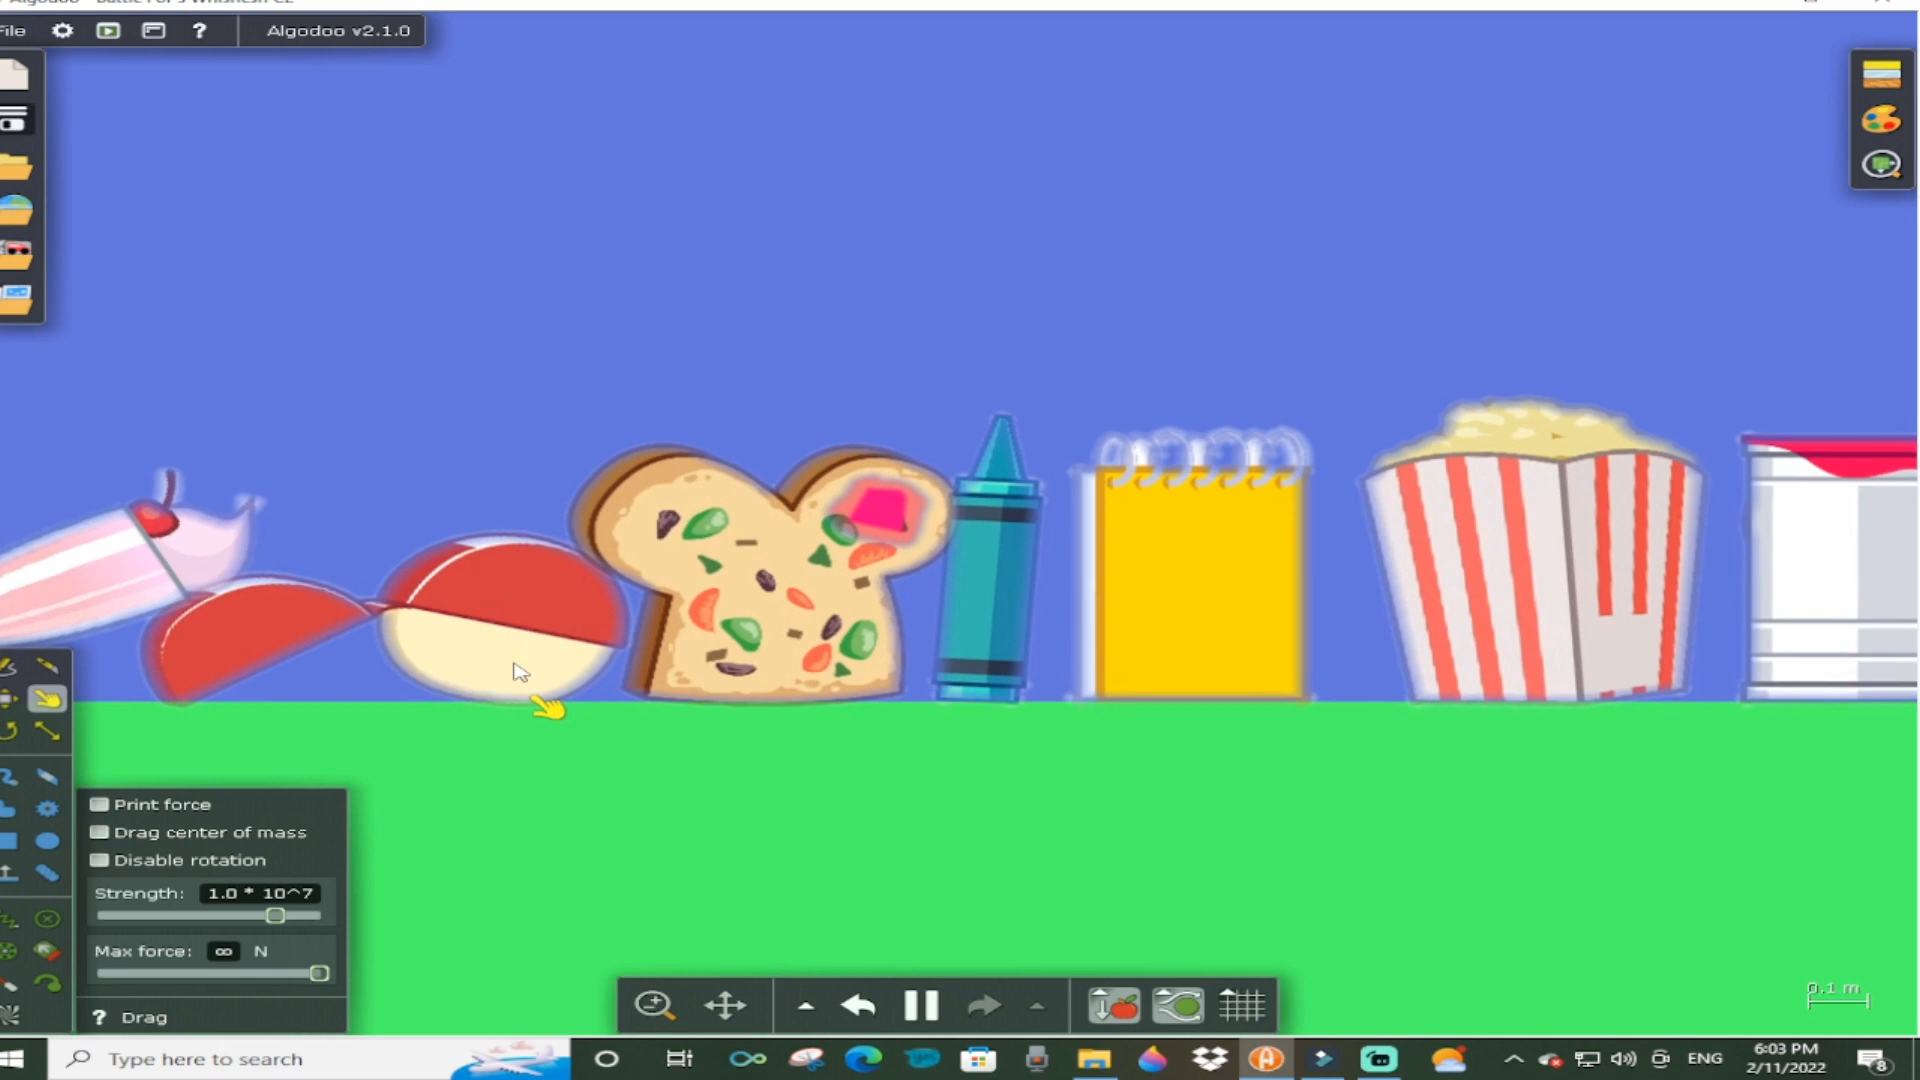 File ? Algodoo v2.1.0
Print force
Drag center of mass
Disable rotation
Strength: 1.0 * 10^7
Max force: ∞ N
? Drag
0.1 m
Type here to search
ENG
6:03 PM
2/11/2022
8